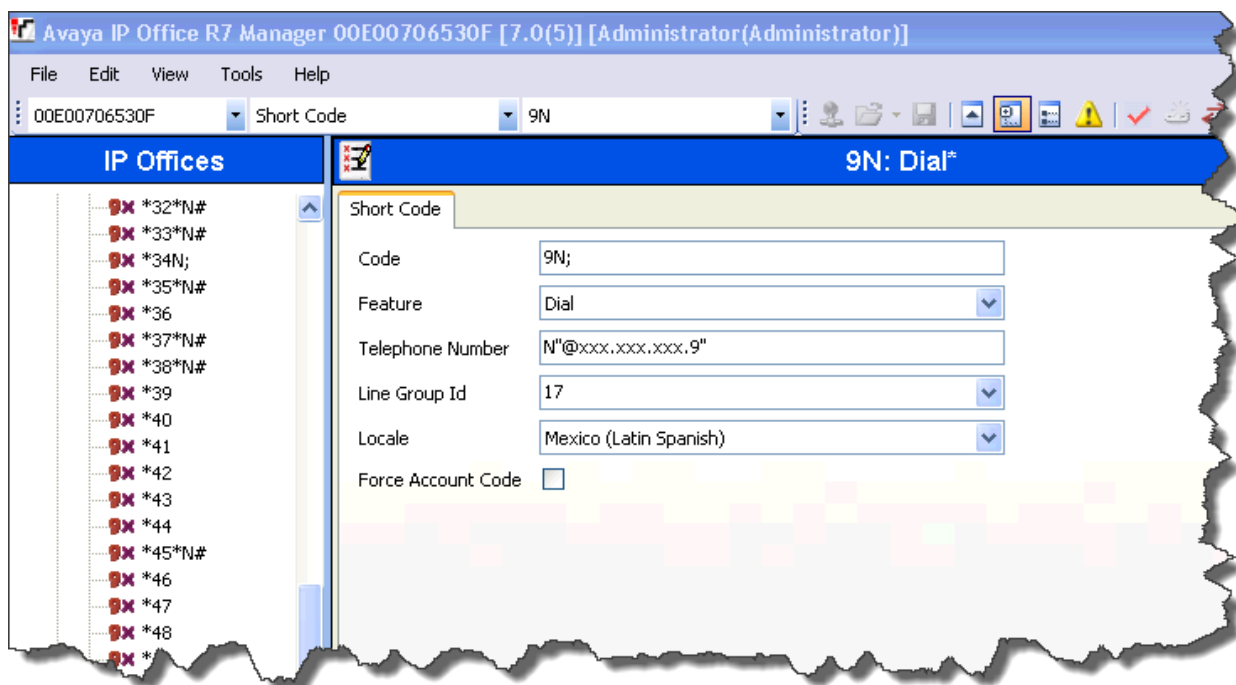 Avaya IP Office R7 Manager 00E00706530F [7.0(5)] [Administrator(Administrator)]
File Edit View Tools Help
00E00706530F Short Code 9N
IP Offices
9N: Dial*
*32*N#
*33*N#
*34N;
*35*N#
*36
*37*N#
*38*N#
*39
*40
*41
*42
*43
*44
*45*N#
*46
*47
*48
Short Code
Code 9N;
Feature Dial
Telephone Number N"@xxx.xxx.xxx.9"
Line Group Id 17
Locale Mexico (Latin Spanish)
Force Account Code